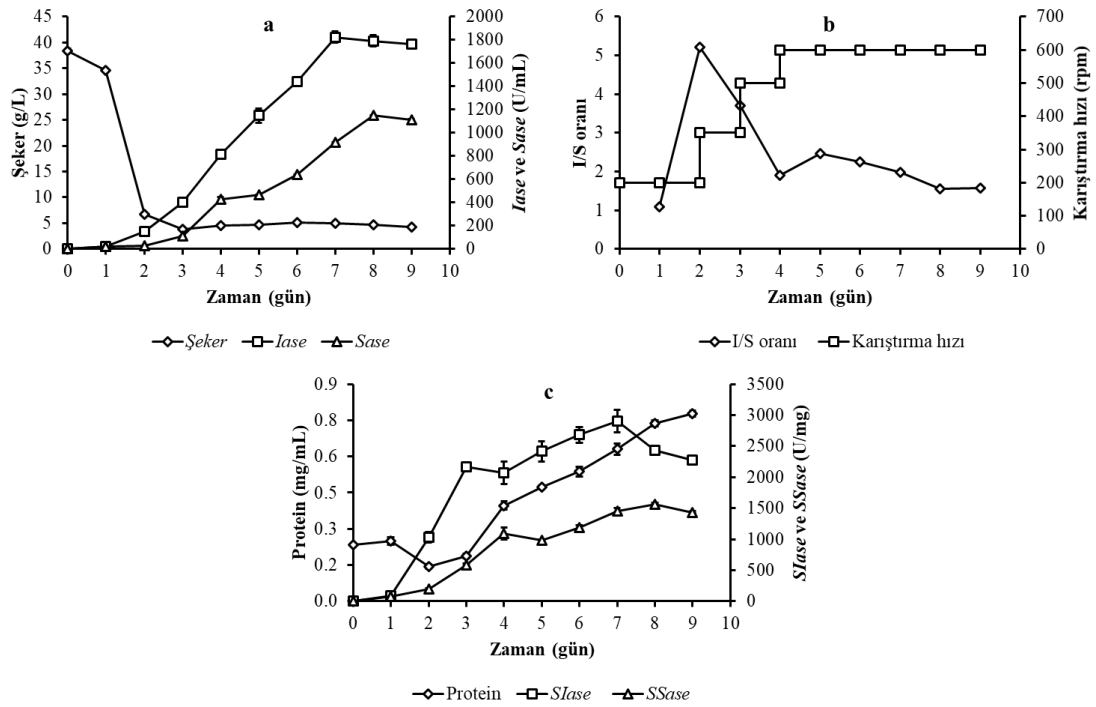 a
45
40
35
30
25
20
15
10
5
0
Şeker (g/L)
2000
1800
1600
1400
1200
1000
800
600
400
200
0
Iase ve Sase (U/mL)
0 1 2 3 4 5 6 7 8 9 10
Zaman (gün)
Şeker Iase Sase
b
6
5
4
3
2
1
0
I/S oranı
700
600
500
400
300
200
100
0
Karıştırma hızı (rpm)
0 1 2 3 4 5 6 7 8 9 10
Zaman (gün)
I/S oranı Karıştırma hızı
c
0.9
0.8
0.6
0.5
0.3
0.2
0.0
Protein (mg/mL)
3500
3000
2500
2000
1500
1000
500
0
SIase ve SSase (U/mg)
0 1 2 3 4 5 6 7 8 9 10
Zaman (gün)
Protein SIase SSase